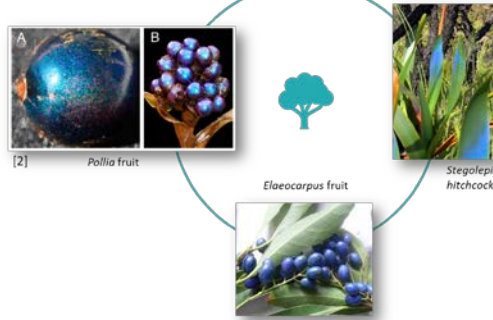 A
B
[2]
Pollia fruit
Elaeocarpus fruit
Stegolepi
hitchcock